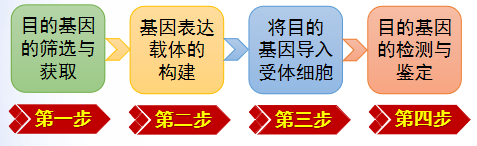 目的基因
的筛选与
获取
基因表达
载体的
构建
将目的
基因导入
受体细胞
目的基因
的检测与
鉴定
第一步
第二步
第三步
第四步